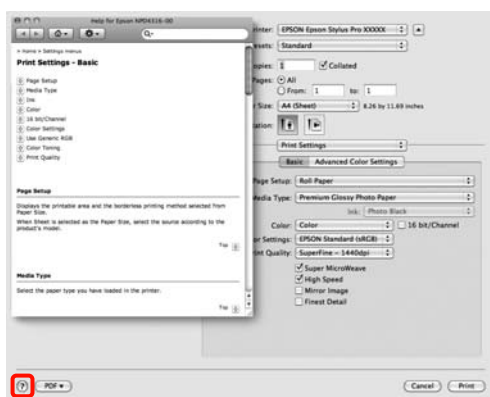 Help for Epson NPD4316-00
> Home > Settings menus
Print Settings - Basic
Page Setup
Media Type
Ink
Color
16 bit/Channel
Color Settings
Use Generic RGB
Color Toning
Print Quality
Page Setup
Displays the printable area and the borderless printing method selected from
Paper Size.
When Sheet is selected as the Paper Size, select the source according to the
product's model.
Top
Media Type
Select the paper type you have loaded in the printer.
Top
inter: EPSON Epson Stylus Pro XXXXX
esets: Standard
opies: 1 Collated
Pages: All
From: 1 to: 1
r Size: A4 (Sheet) 8.26 by 11.69 inches
ation:
Print Settings
Basic Advanced Color Settings
Page Setup: Roll Paper
Media Type: Premium Glossy Photo Paper
Ink: Photo Black
Color: Color 16 bit/Channel
or Settings: EPSON Standard (sRGB)
int Quality: SuperFine - 1440dpi
Super MicroWeave
High Speed
Mirror Image
Finest Detail
? PDF Cancel Print